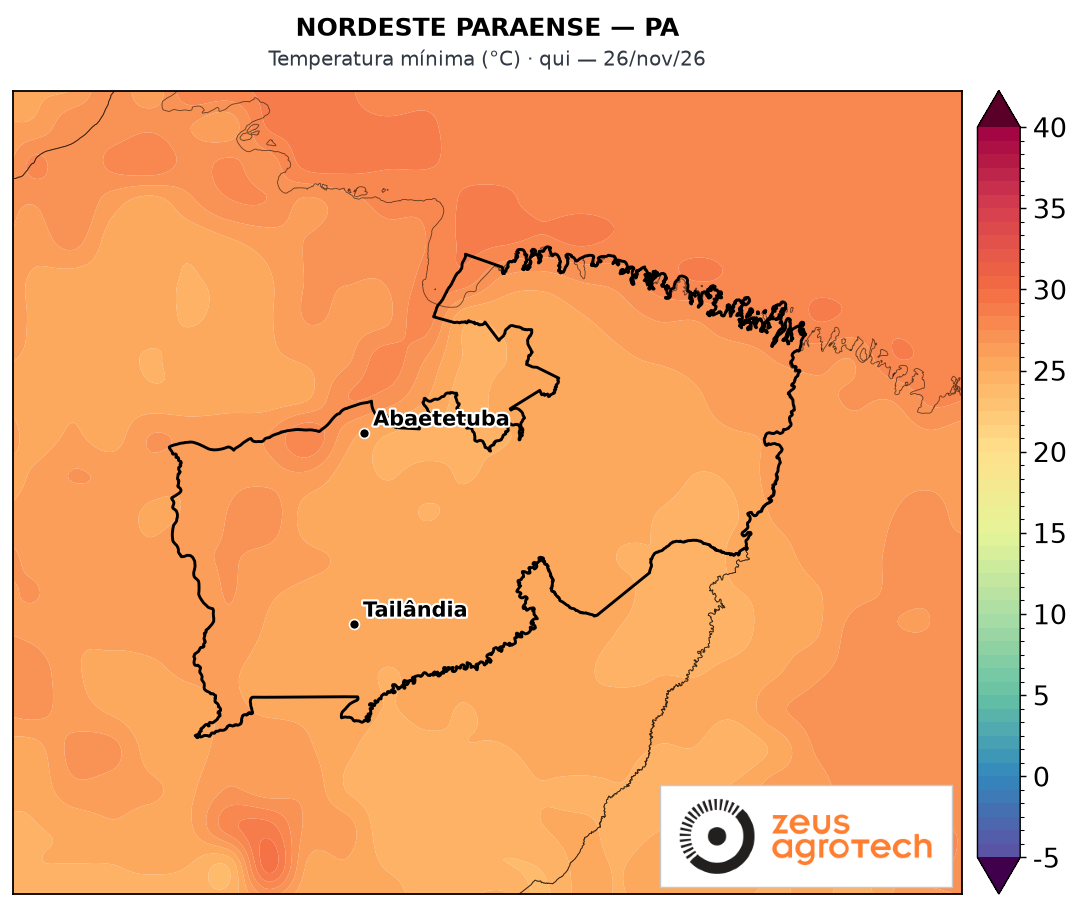 NORDESTE PARAENSE — PA
Temperatura mínima (°C) · qui — 26/nov/26
Abaetetuba
Tailândia
40
35
30
25
20
15
10
5
0
-5
zeus
agrotech